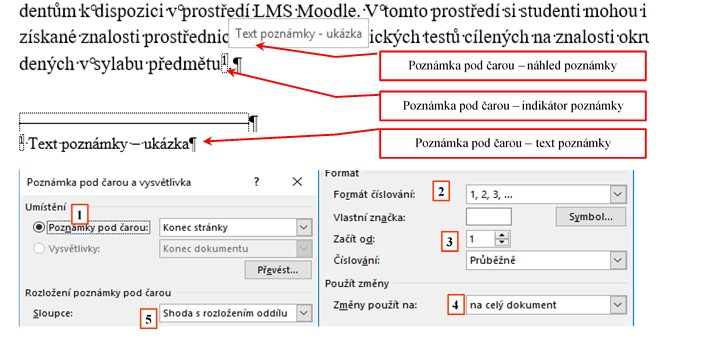 dentům k dispozici v prostředí LMS Moodle. V tomto prostředí si studenti mohou i
získané znalosti prostřednic Text poznámky - ukázka ických testů cílených na znalosti okru
dených v sylabu předmětu1 ¶
Poznámka pod čarou – náhled poznámky
Poznámka pod čarou – indikátor poznámky
¶
1 Text poznámky – ukázka¶
Poznámka pod čarou – text poznámky
Poznámka pod čarou a vysvětlivka ? ×
Umístění
1
Poznámky pod čarou: Konec stránky
Vysvětlivky: Konec dokumentu
Převést...
Rozložení poznámky pod čarou
Sloupce: 5 Shoda s rozložením oddílu
Formát
Formát číslování: 2 1, 2, 3, ...
Vlastní značka: Symbol...
Začít od: 3 1
Číslování: Průběžně
Použít změny
Změny použít na: 4 na celý dokument